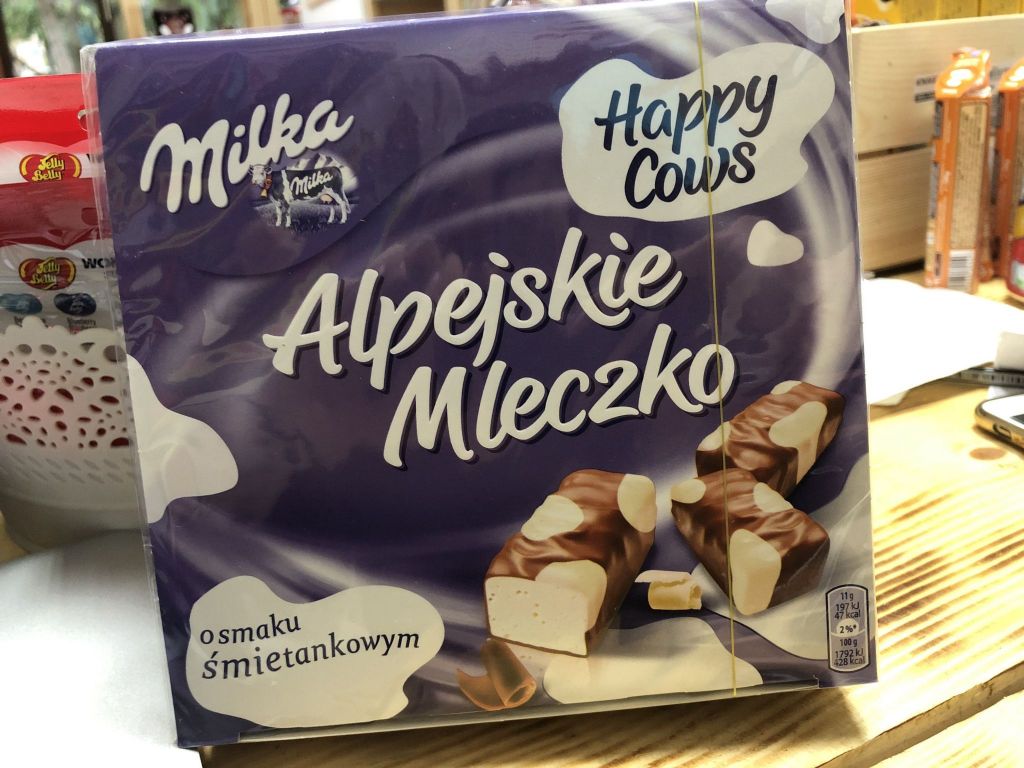 Milka
Milka
Happy
Cows
Alpejskie
Mleczko
o smaku
śmietankowym
11 g
197 kJ
47 kcal
2%*
100 g
1792 kJ
428 kcal
Jelly
Belly
Jelly
Belly